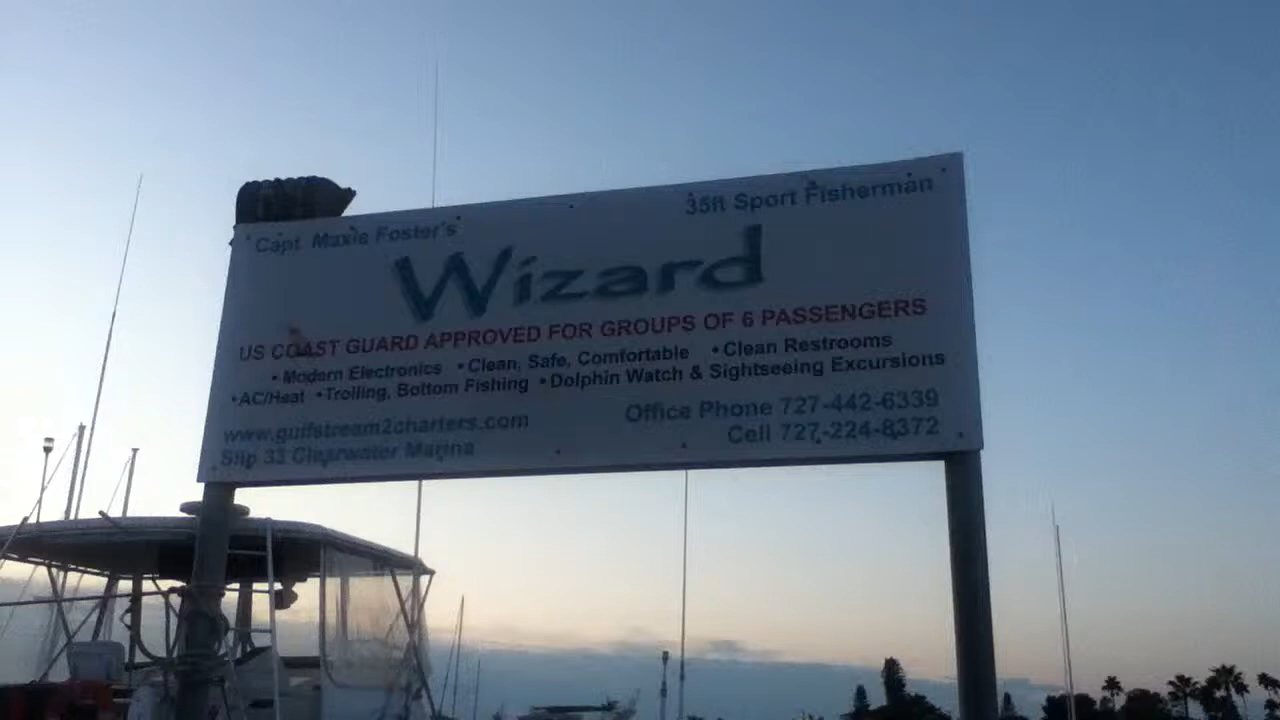 Capt. Maxie Foster's
35ft Sport Fisherman
Wizard
US COAST GUARD APPROVED FOR GROUPS OF 6 PASSENGERS
• Modern Electronics • Clean, Safe, Comfortable • Clean Restrooms
• AC/Heat • Trolling, Bottom Fishing • Dolphin Watch & Sightseeing Excursions
www.gulfstream2charters.com
Office Phone 727-442-6339
Slip 33 Clearwater Marina
Cell 727-224-8372